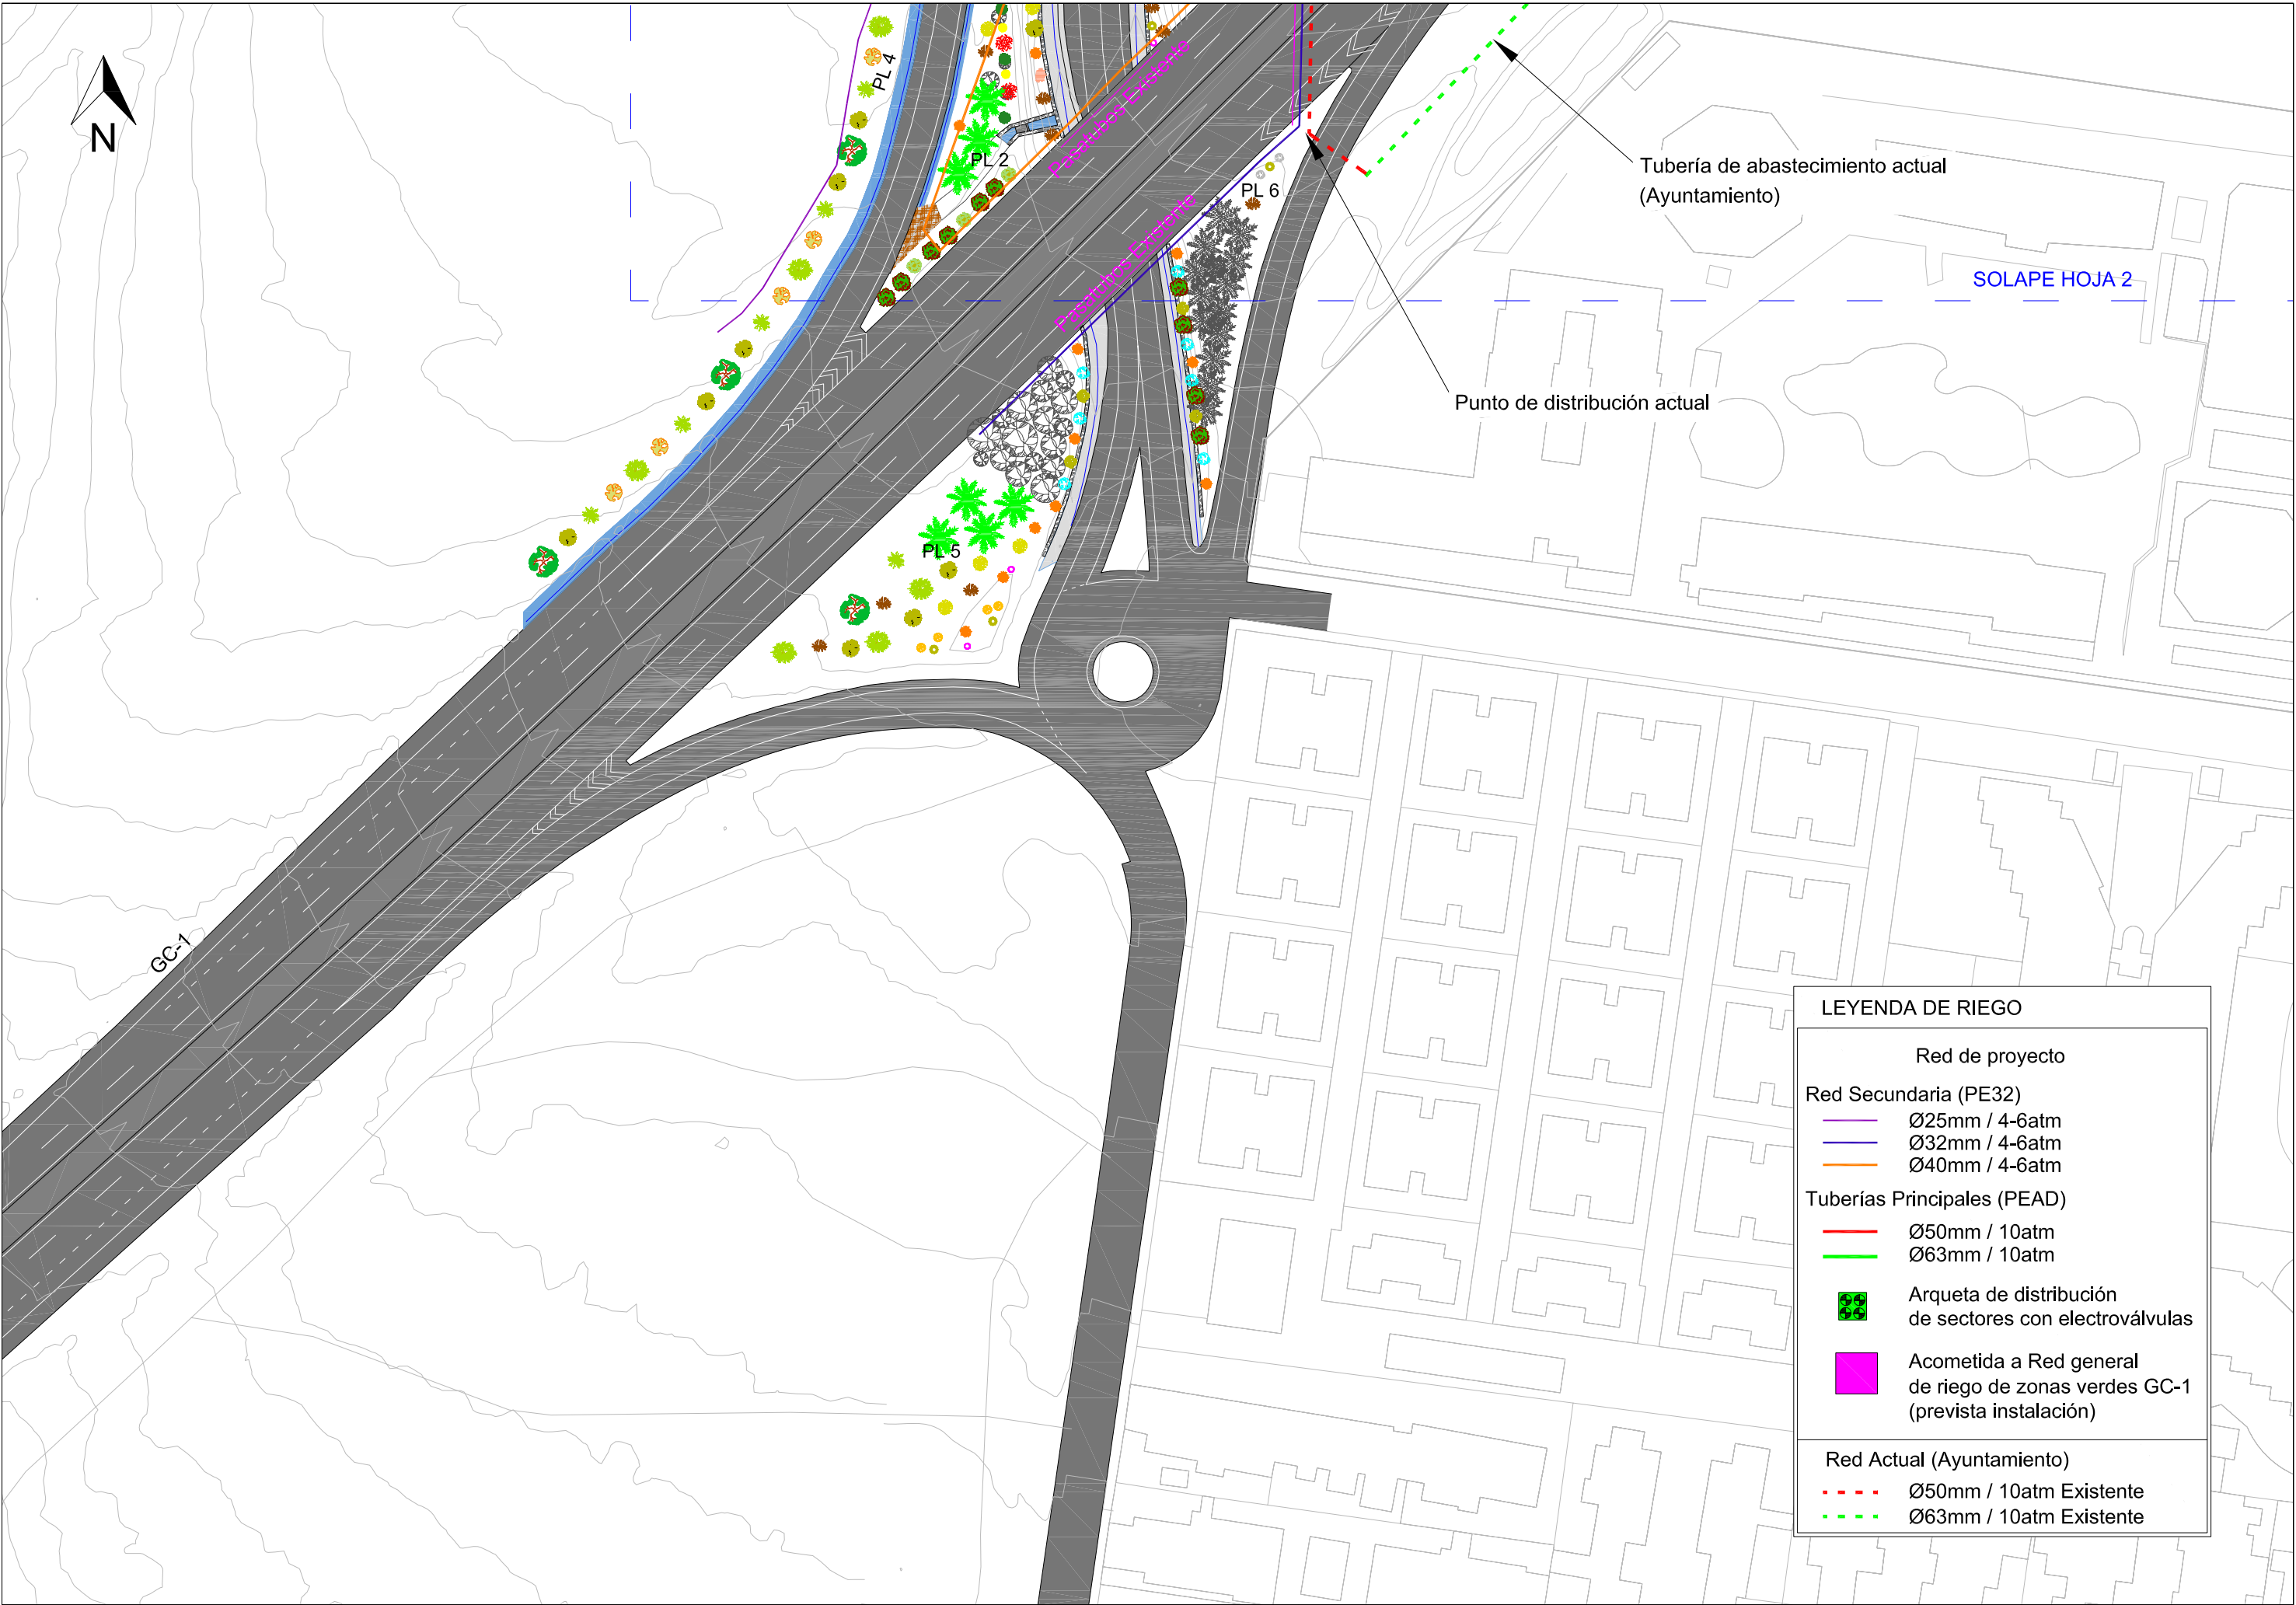 N
PL 4
PL 2
Pasatubos Existente
PL 6
Pasatubos Existente
Tubería de abastecimiento actual
(Ayuntamiento)
SOLAPE HOJA 2
Punto de distribución actual
PL 5
GC-1
LEYENDA DE RIEGO
Red de proyecto
Red Secundaria (PE32)
Ø25mm / 4-6atm
Ø32mm / 4-6atm
Ø40mm / 4-6atm
Tuberías Principales (PEAD)
Ø50mm / 10atm
Ø63mm / 10atm
Arqueta de distribución
de sectores con electroválvulas
Acometida a Red general
de riego de zonas verdes GC-1
(prevista instalación)
Red Actual (Ayuntamiento)
Ø50mm / 10atm Existente
Ø63mm / 10atm Existente